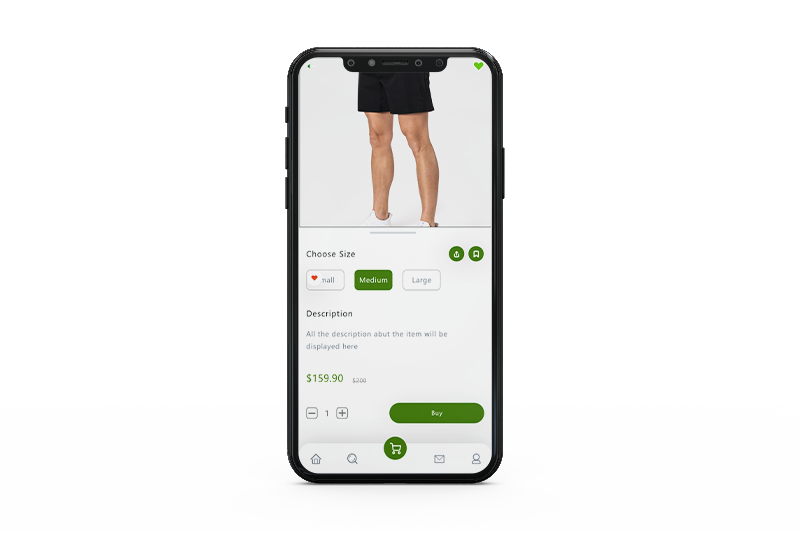 Choose Size
mall Medium Large
Description
All the description abut the item will be
displayed here
$159.90 $200
1 Buy